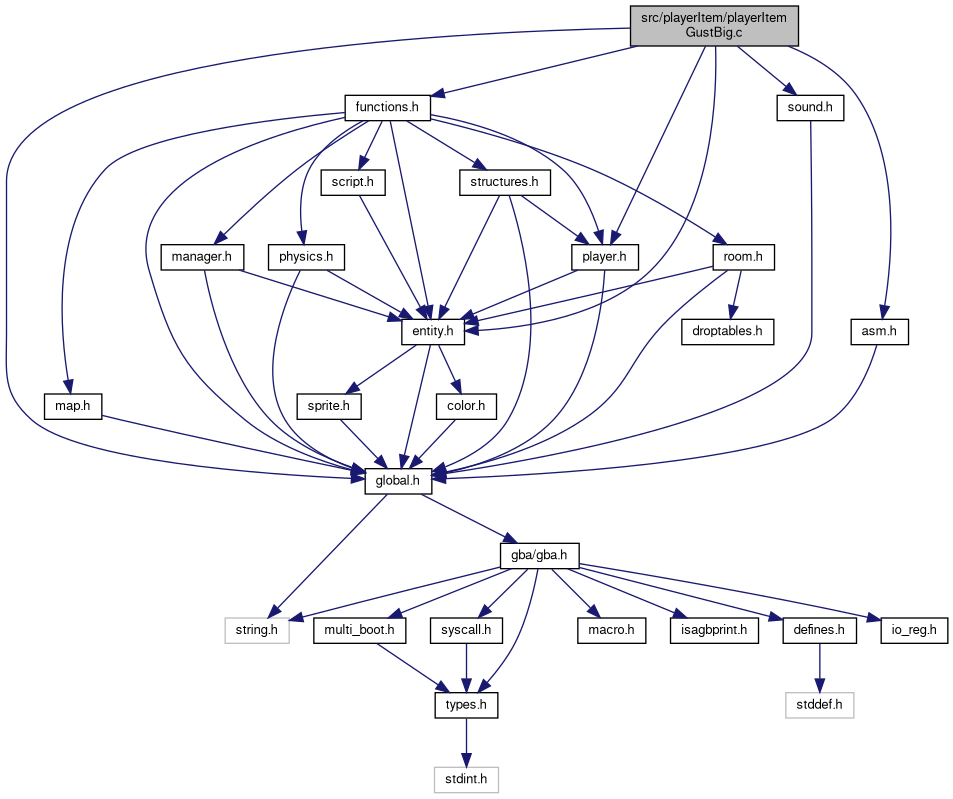 src/playerItem/playerItem
GustBig.c
functions.h
sound.h
script.h
structures.h
manager.h
physics.h
player.h
room.h
entity.h
droptables.h
asm.h
map.h
sprite.h
color.h
global.h
gba/gba.h
string.h
multi_boot.h
syscall.h
macro.h
isagbprint.h
defines.h
io_reg.h
types.h
stddef.h
stdint.h